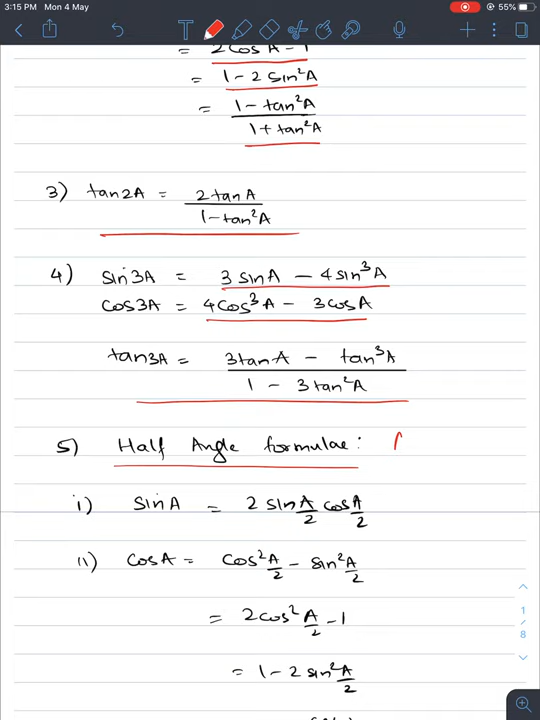 3:15 PM Mon 4 May 55%
= 2cos²A − 1
= 1 − 2 sin²A
= 1 − tan²A
1 + tan²A
3) tan2A = 2tanA
1 − tan²A
4) sin3A = 3 sinA − 4 sin³A
cos3A = 4cos³A − 3cosA
tan3A = 3tanA − tan³A
1 − 3tan²A
5) Half Angle formulae:
i) sinA = 2 sin A/2 cos A/2
ii) cosA = cos² A/2 − sin² A/2
= 2cos² A/2 − 1
= 1 − 2 sin² A/2
1
/
8